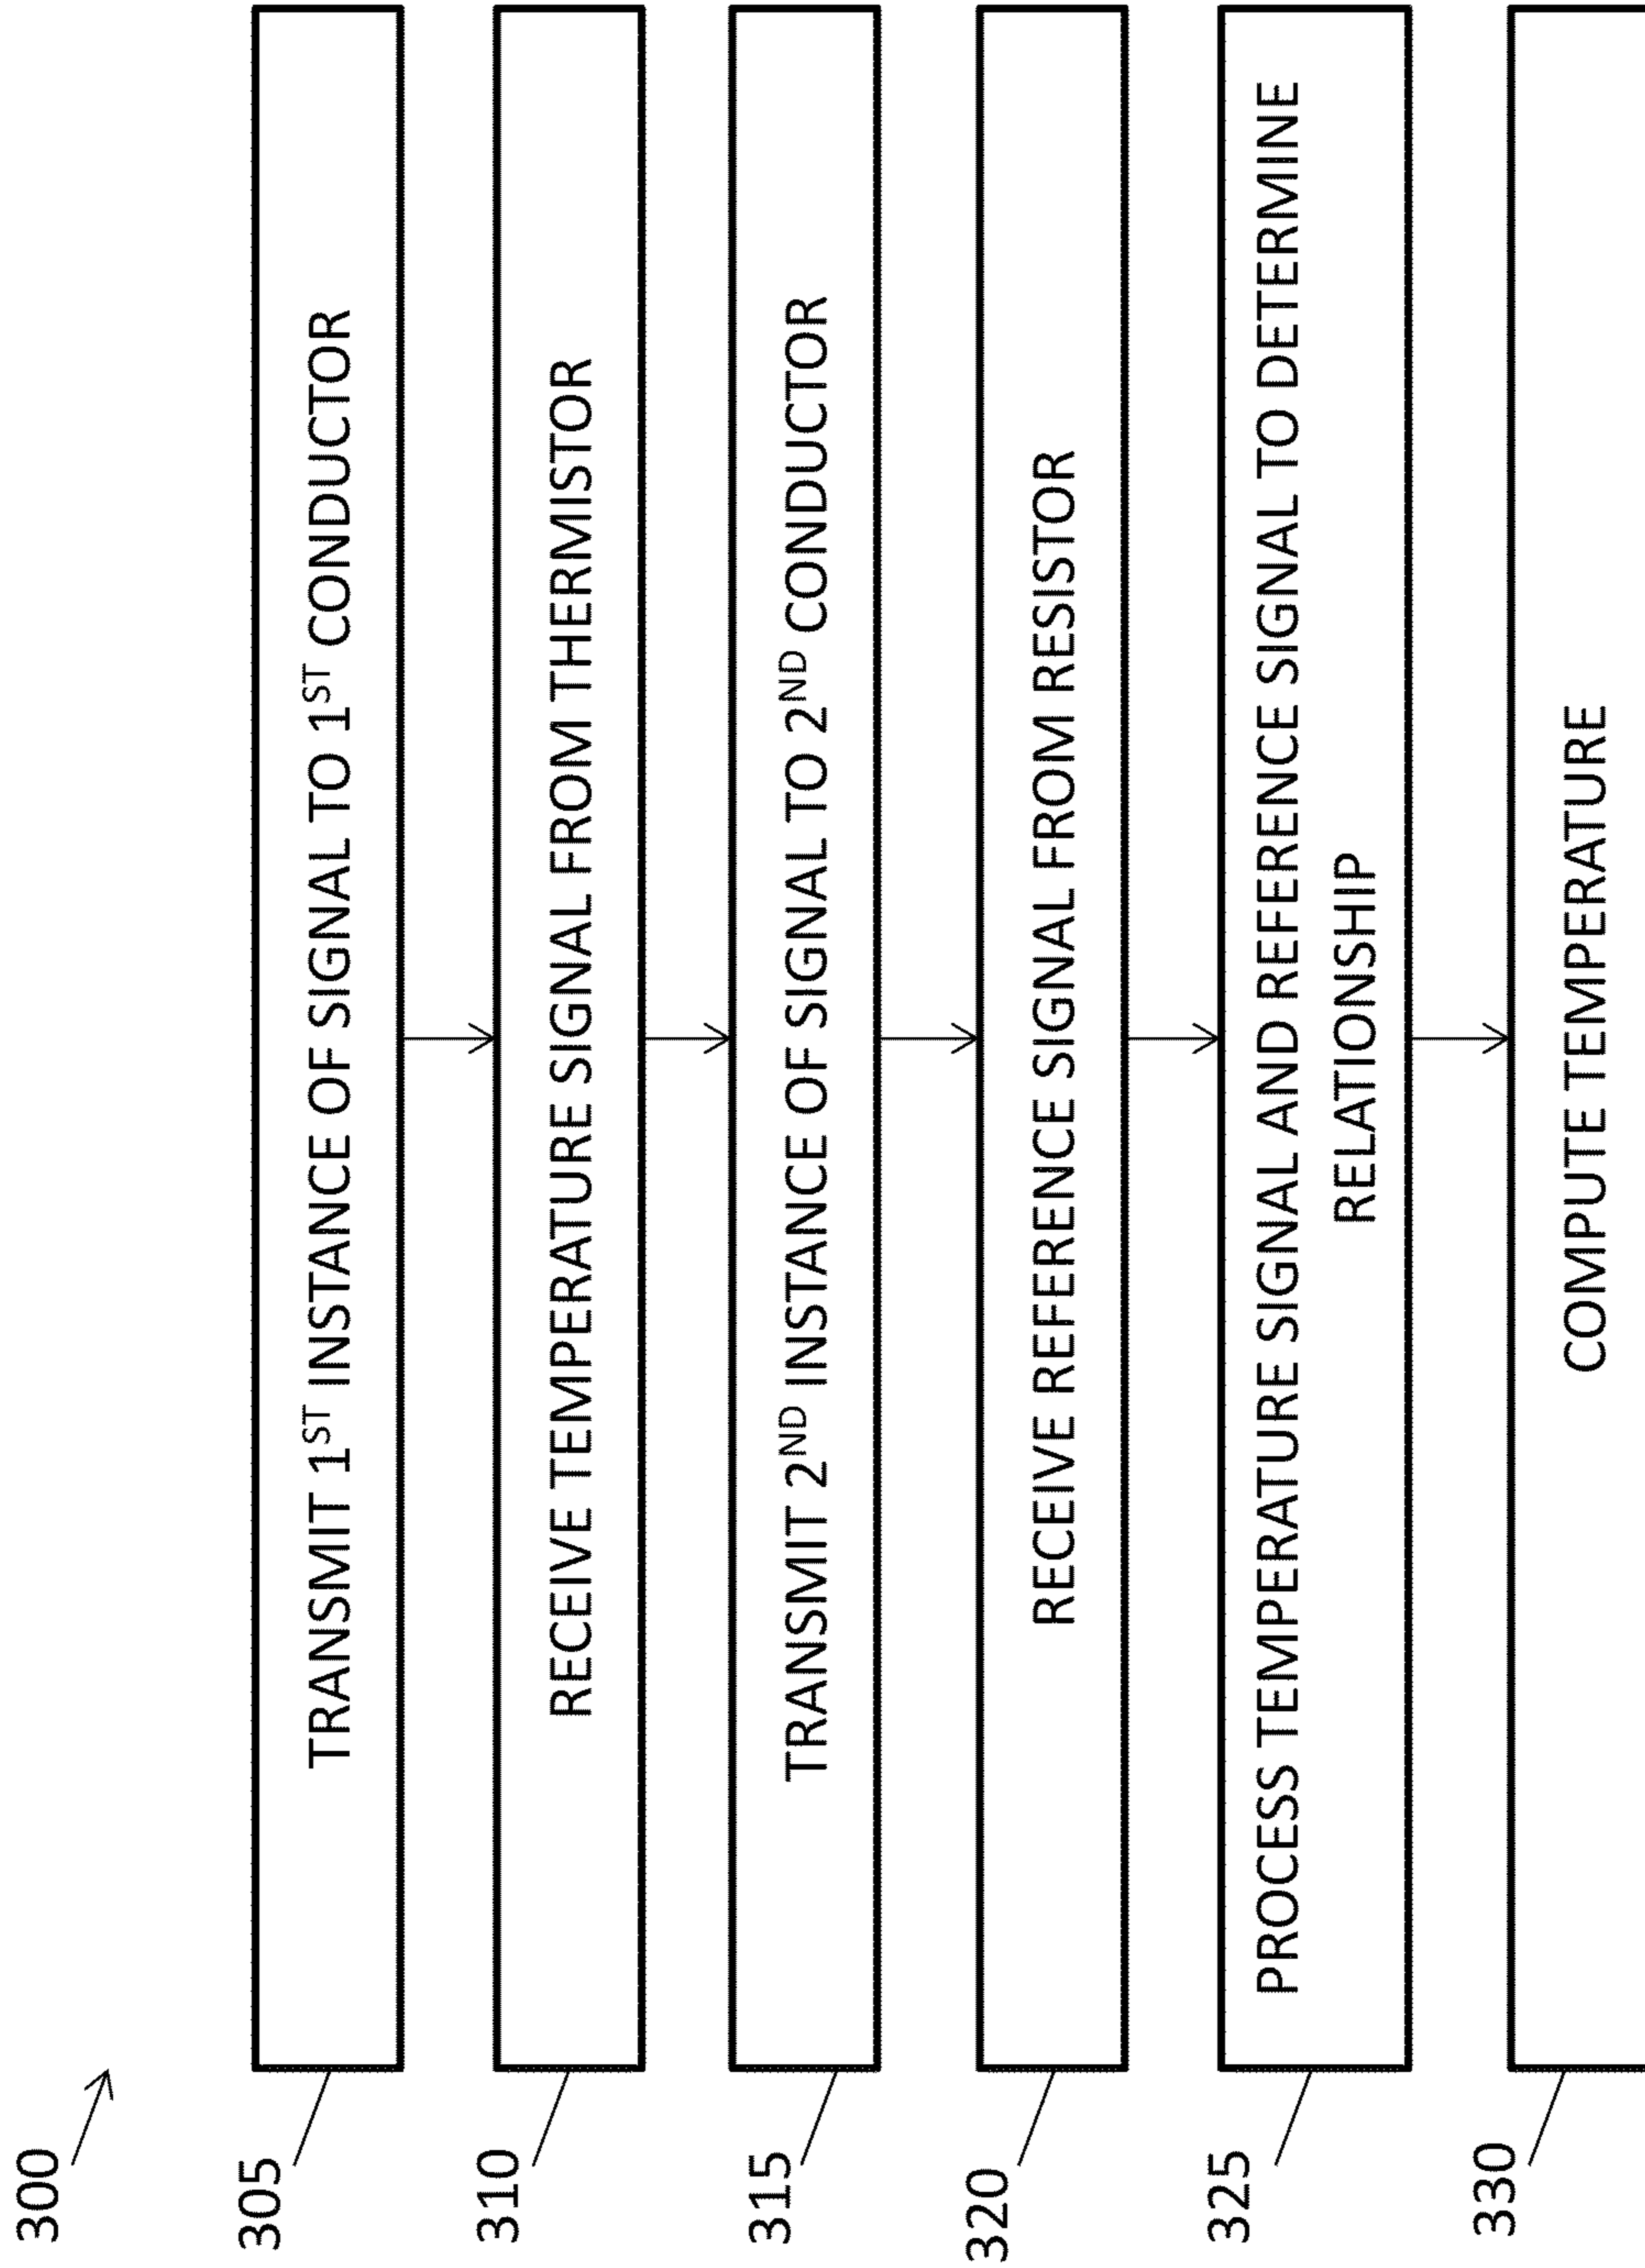 300
305
TRANSMIT 1ST INSTANCE OF SIGNAL TO 1ST CONDUCTOR
310
RECEIVE TEMPERATURE SIGNAL FROM THERMISTOR
315
TRANSMIT 2ND INSTANCE OF SIGNAL TO 2ND CONDUCTOR
320
RECEIVE REFERENCE SIGNAL FROM RESISTOR
325
PROCESS TEMPERATURE SIGNAL AND REFERENCE SIGNAL TO DETERMINE
RELATIONSHIP
330
COMPUTE TEMPERATURE